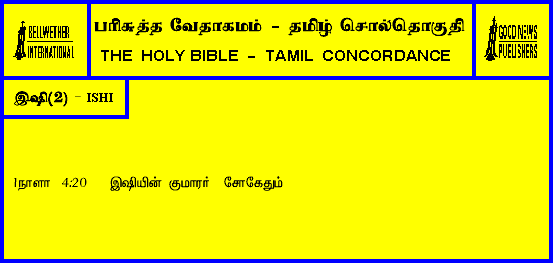 BELLWETHER
INTERNATIONAL
பரிசுத்த வேதாகமம் - தமிழ் சொல்தொகுதி
THE HOLY BIBLE - TAMIL CONCORDANCE
GOOD NEWS
PUBLISHERS
இஷி(2) - ISHI
1நாளா 4:20 இஷியின் குமாரர் சோகேதும்